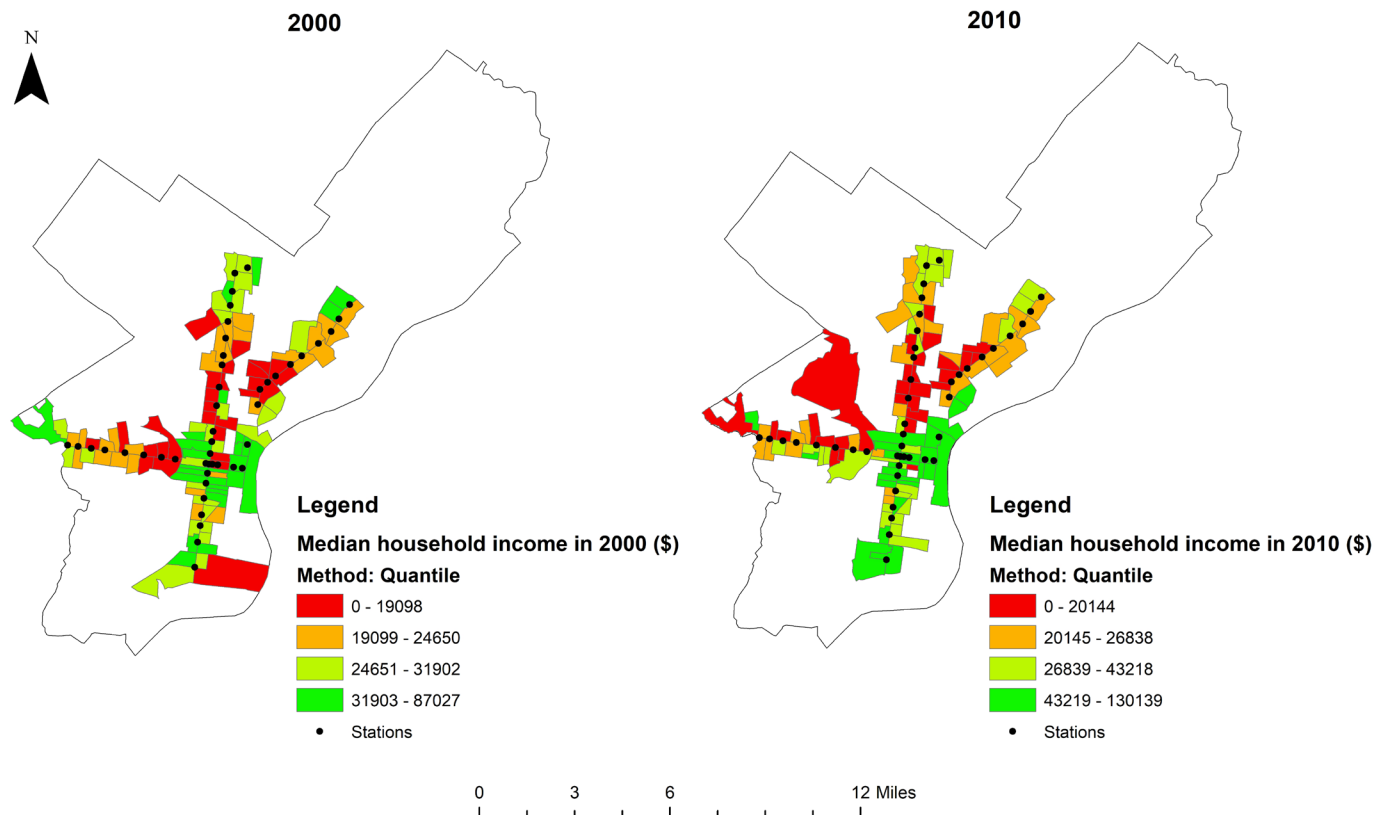 2000
2010
N
Legend
Median household income in 2000 ($)
Method: Quantile
0 - 19098
19099 - 24650
24651 - 31902
31903 - 87027
Stations
Legend
Median household income in 2010 ($)
Method: Quantile
0 - 20144
20145 - 26838
26839 - 43218
43219 - 130139
Stations
0 3 6 12 Miles